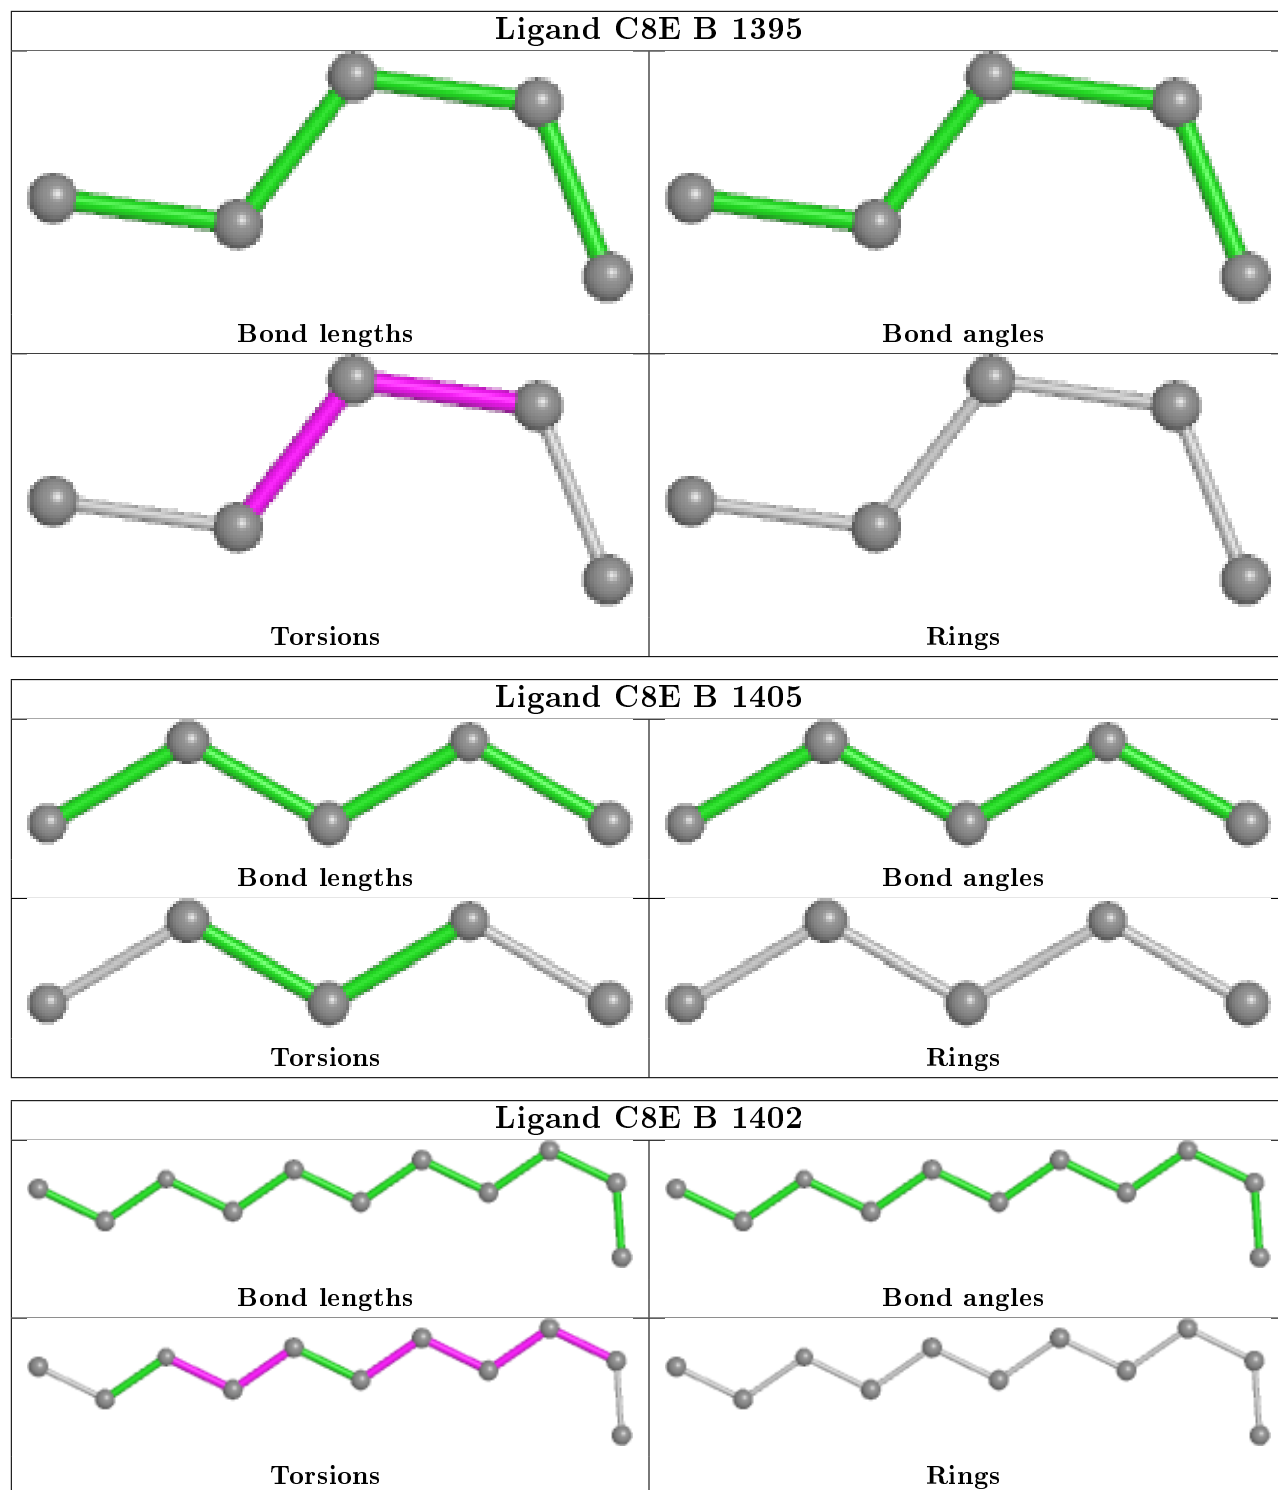 Ligand C8E B 1395
Bond lengths
Bond angles
Torsions
Rings
Ligand C8E B 1405
Bond lengths
Bond angles
Torsions
Rings
Ligand C8E B 1402
Bond lengths
Bond angles
Torsions
Rings